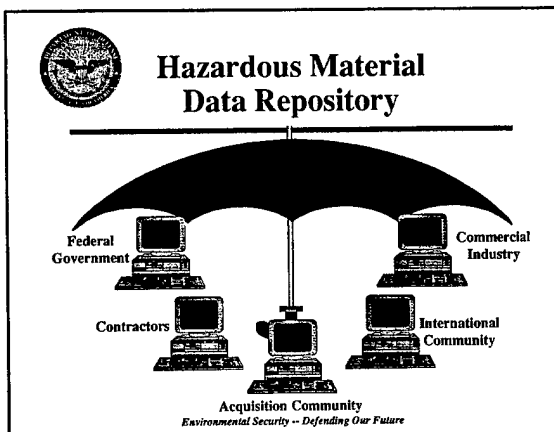 Hazardous Material
Data Repository
Federal
Government
Commercial
Industry
Contractors
International
Community
Acquisition Community
Environmental Security -- Defending Our Future